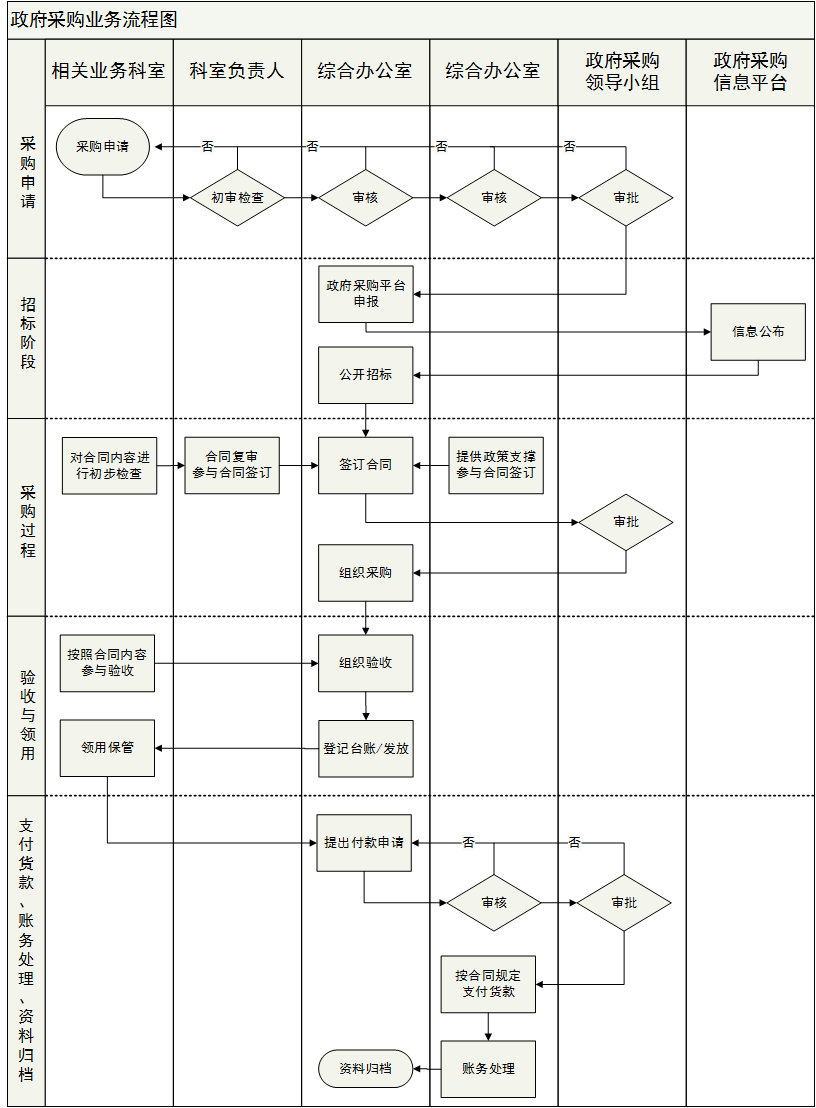 政府采购业务流程图
相关业务科室
科室负责人
综合办公室
综合办公室
政府采购
领导小组
政府采购
信息平台
采购申请
采购申请
否
否
否
否
初审检查
审核
审核
审批
招标阶段
政府采购平台
申报
信息公布
公开招标
采购过程
对合同内容进
行初步检查
合同复审
参与合同签订
签订合同
提供政策支撑
参与合同签订
审批
组织采购
验收与领用
按照合同内容
参与验收
组织验收
领用保管
登记台账/发放
支付货款、账务处理、资料归档
提出付款申请
否
否
审核
审批
按合同规定
支付货款
资料归档
账务处理